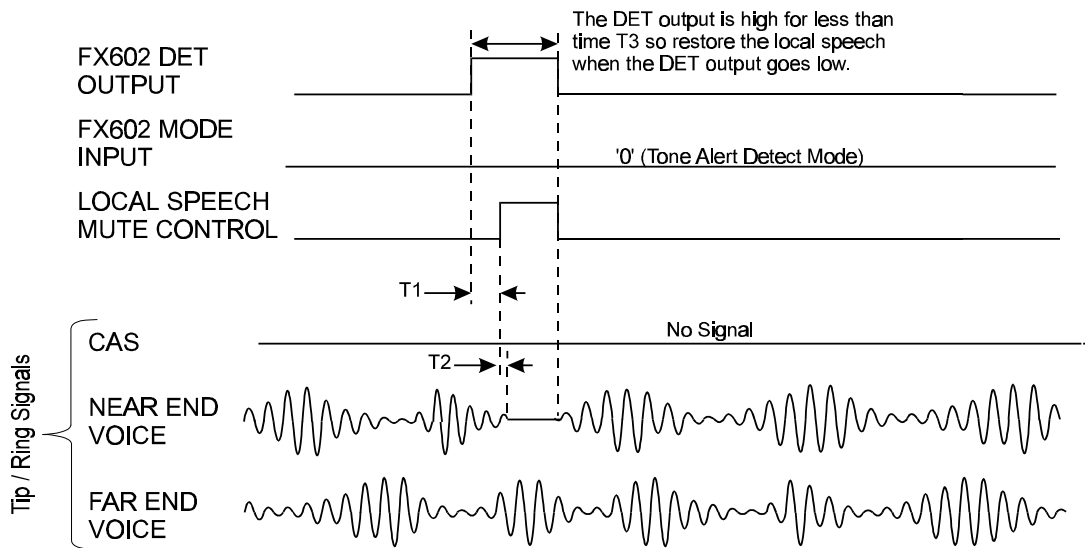 The DET output is high for less than
time T3 so restore the local speech
when the DET output goes low.
FX602 DET
OUTPUT
FX602 MODE
INPUT
'0' (Tone Alert Detect Mode)
LOCAL SPEECH
MUTE CONTROL
T1
Tip / Ring Signals
CAS
No Signal
T2
NEAR END
VOICE
FAR END
VOICE